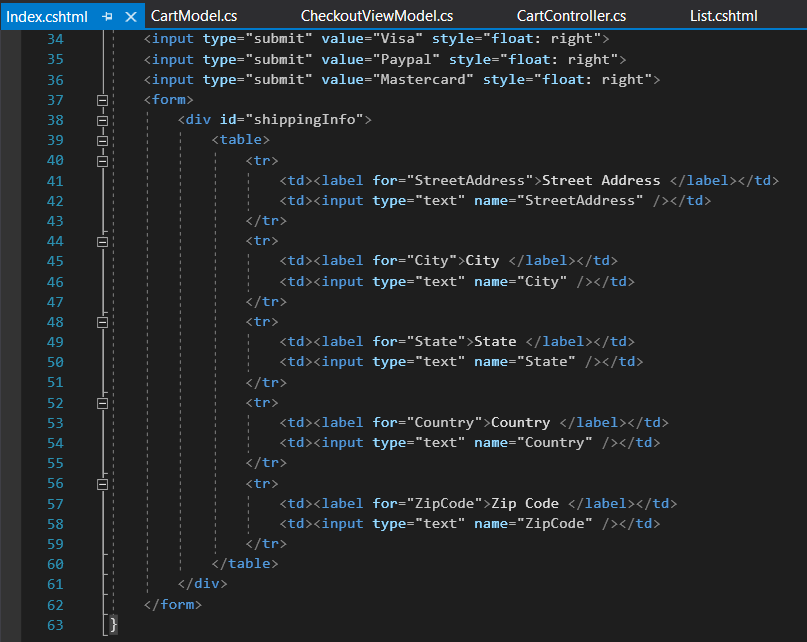 Index.cshtml CartModel.cs CheckoutViewModel.cs CartController.cs List.cshtml
34 <input type="submit" value="Visa" style="float: right">
35 <input type="submit" value="Paypal" style="float: right">
36 <input type="submit" value="Mastercard" style="float: right">
37 <form>
38 <div id="shippingInfo">
39 <table>
40 <tr>
41 <td><label for="StreetAddress">Street Address </label></td>
42 <td><input type="text" name="StreetAddress" /></td>
43 </tr>
44 <tr>
45 <td><label for="City">City </label></td>
46 <td><input type="text" name="City" /></td>
47 </tr>
48 <tr>
49 <td><label for="State">State </label></td>
50 <td><input type="text" name="State" /></td>
51 </tr>
52 <tr>
53 <td><label for="Country">Country </label></td>
54 <td><input type="text" name="Country" /></td>
55 </tr>
56 <tr>
57 <td><label for="ZipCode">Zip Code </label></td>
58 <td><input type="text" name="ZipCode" /></td>
59 </tr>
60 </table>
61 </div>
62 </form>
63 }